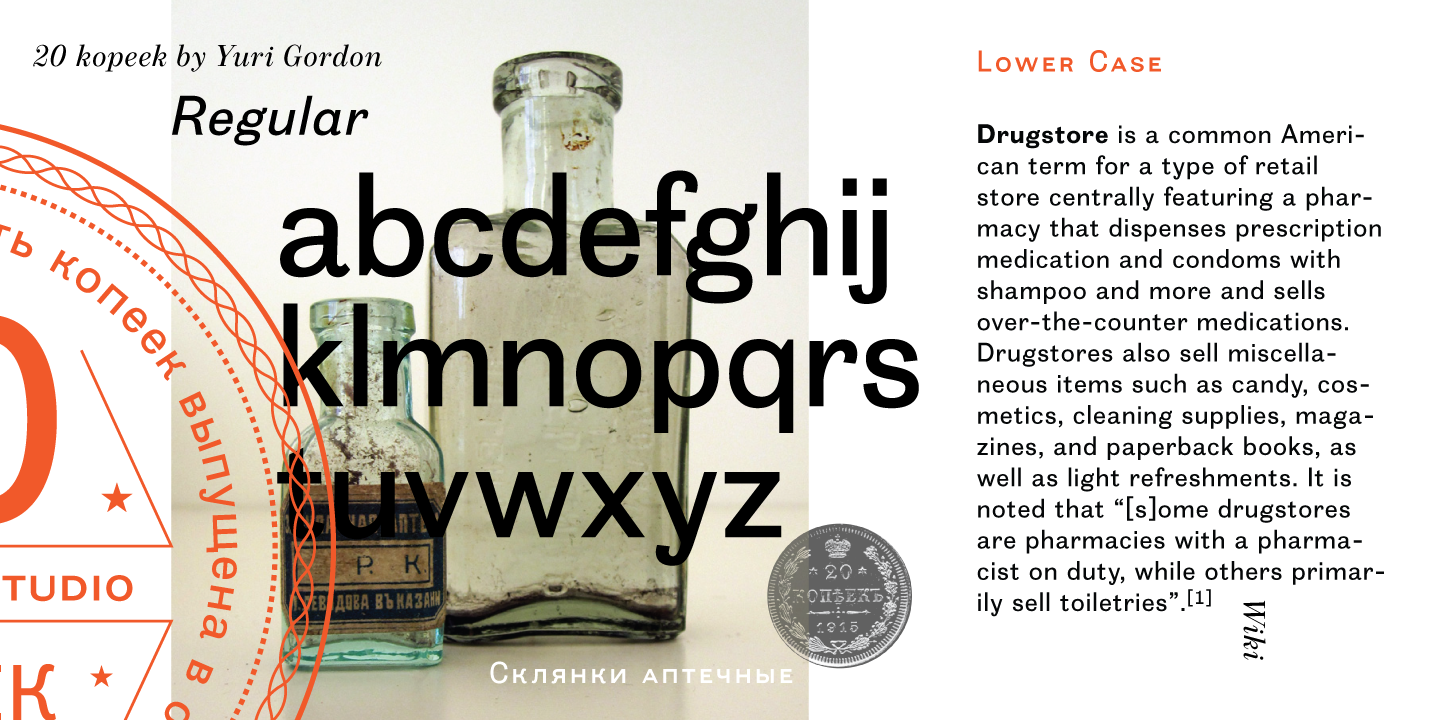 20 kopeek by Yuri Gordon
Regular
abcdefghij
klmnopqrs
tuvwxyz
Lower Case
Drugstore is a common Ameri-
can term for a type of retail
store centrally featuring a phar-
macy that dispenses prescription
medication and condoms with
shampoo and more and sells
over-the-counter medications.
Drugstores also sell miscella-
neous items such as candy, cos-
metics, cleaning supplies, maga-
zines, and paperback books, as
well as light refreshments. It is
noted that “[s]ome drugstores
are pharmacies with a pharma-
cist on duty, while others primar-
ily sell toiletries”.[1]
Wiki
копеек выпущена в
TUDIO
Р. К.
ВЪ КАЗАНИ
20
КОПѢЕКЪ
1915
Склянки аптечные